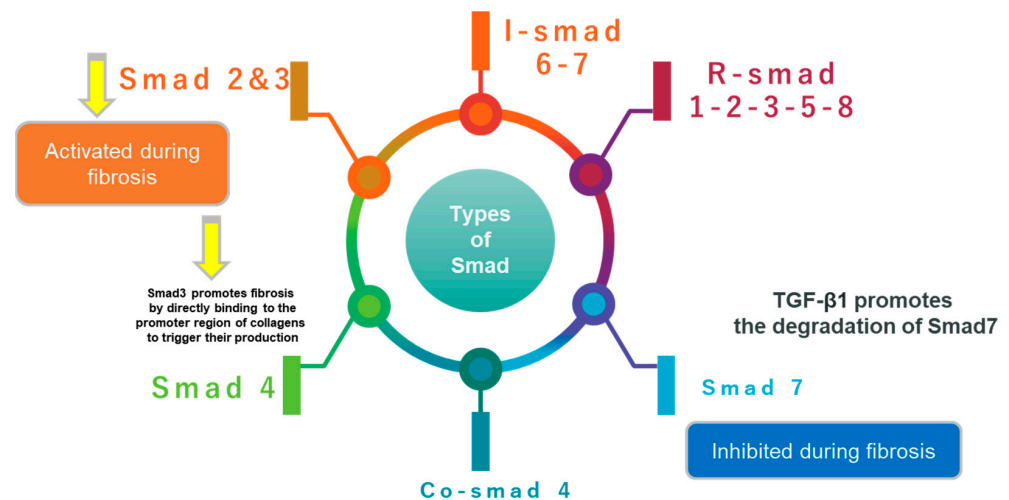 I-smad
6-7
Smad 2&3
R-smad
1-2-3-5-8
Activated during
fibrosis
Types
of
Smad
Smad3 promotes fibrosis
by directly binding to the
promoter region of collagens
to trigger their production
TGF-β1 promotes
the degradation of Smad7
Smad 4
Smad 7
Inhibited during fibrosis
Co-smad 4